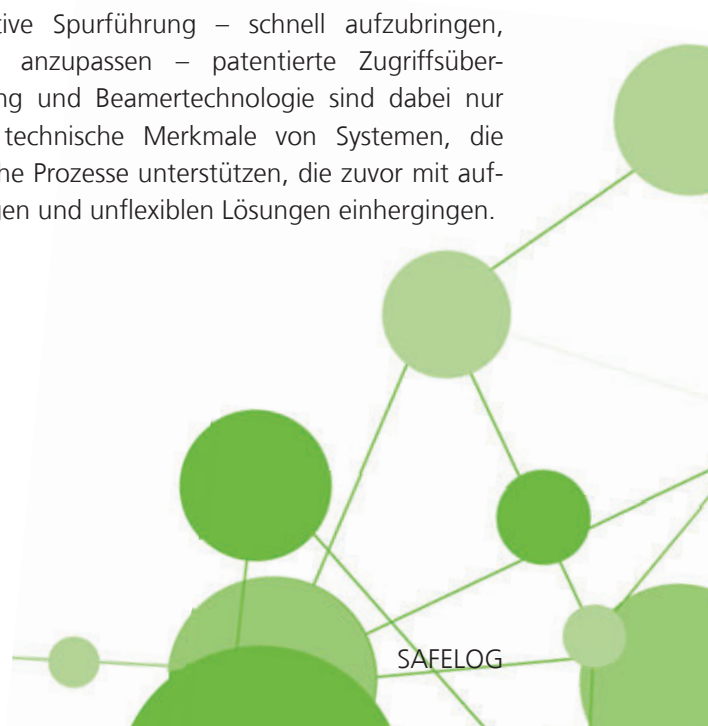 tive Spurführung – schnell aufzubringen,
anzupassen – patentierte Zugriffsüber-
ng und Beamertechnologie sind dabei nur
technische Merkmale von Systemen, die
he Prozesse unterstützen, die zuvor mit auf-
gen und unflexiblen Lösungen einhergingen.
SAFELOG